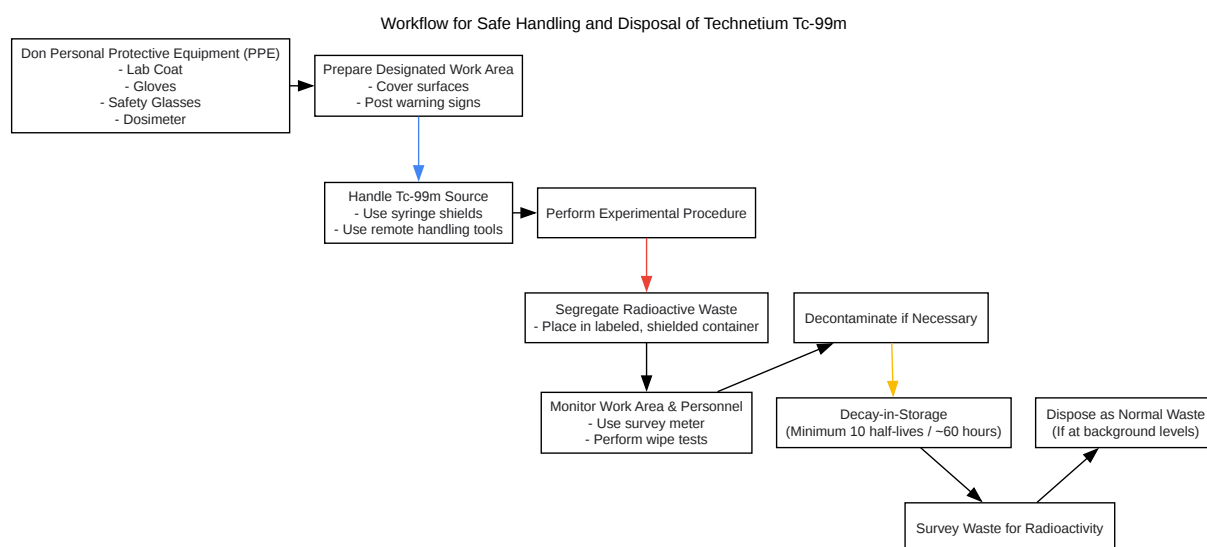 Workflow for Safe Handling and Disposal of Technetium Tc-99m
Don Personal Protective Equipment (PPE)
- Lab Coat
- Gloves
- Safety Glasses
- Dosimeter
Prepare Designated Work Area
- Cover surfaces
- Post warning signs
Handle Tc-99m Source
- Use syringe shields
- Use remote handling tools
Perform Experimental Procedure
Segregate Radioactive Waste
- Place in labeled, shielded container
Monitor Work Area & Personnel
- Use survey meter
- Perform wipe tests
Decontaminate if Necessary
Decay-in-Storage
(Minimum 10 half-lives / ~60 hours)
Survey Waste for Radioactivity
Dispose as Normal Waste
(If at background levels)